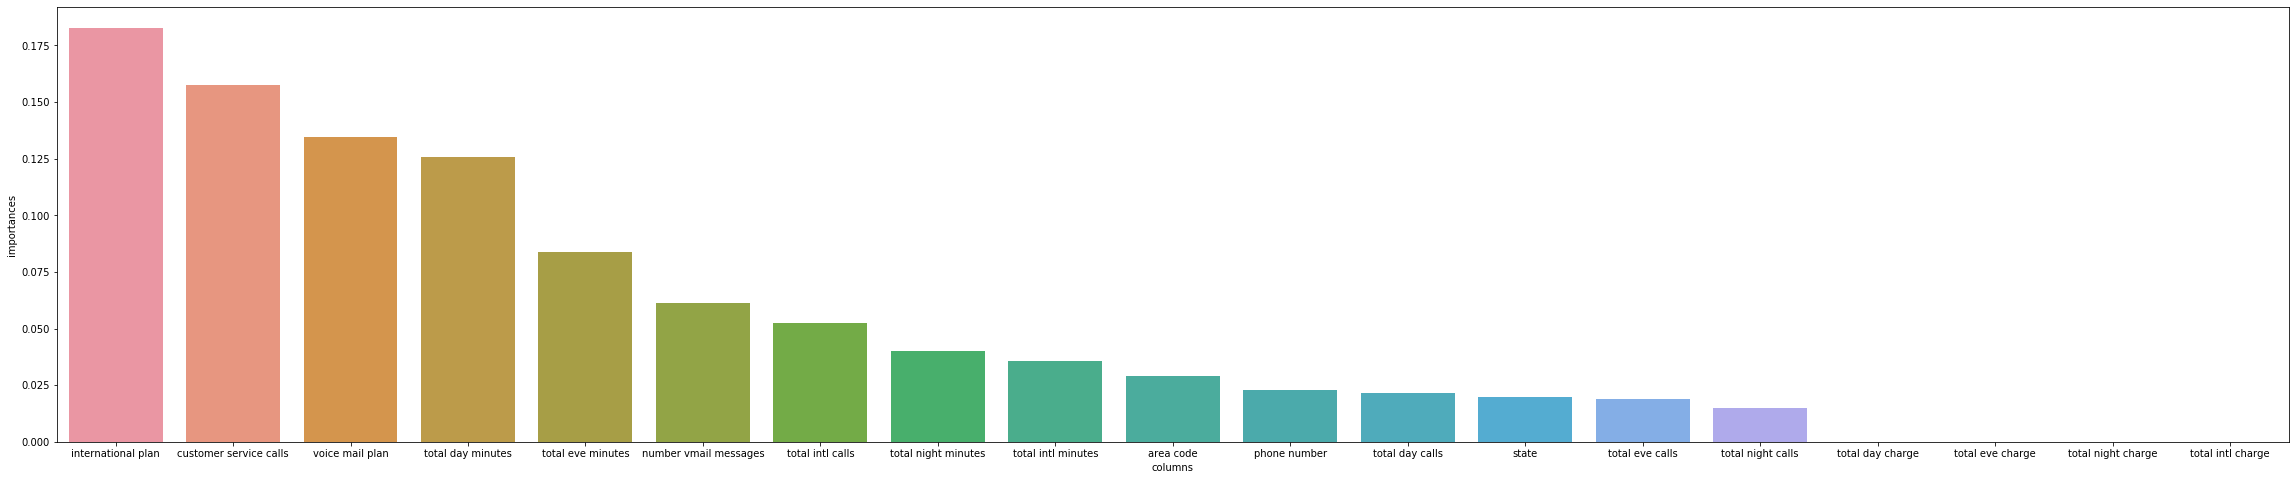 importances
0.175
0.150
0.125
0.100
0.075
0.050
0.025
0.000
international plan customer service calls voice mail plan total day minutes total eve minutes number vmail messages total intl calls total night minutes total intl minutes area code phone number total day calls state total eve calls total night calls total day charge total eve charge total night charge total intl charge
columns